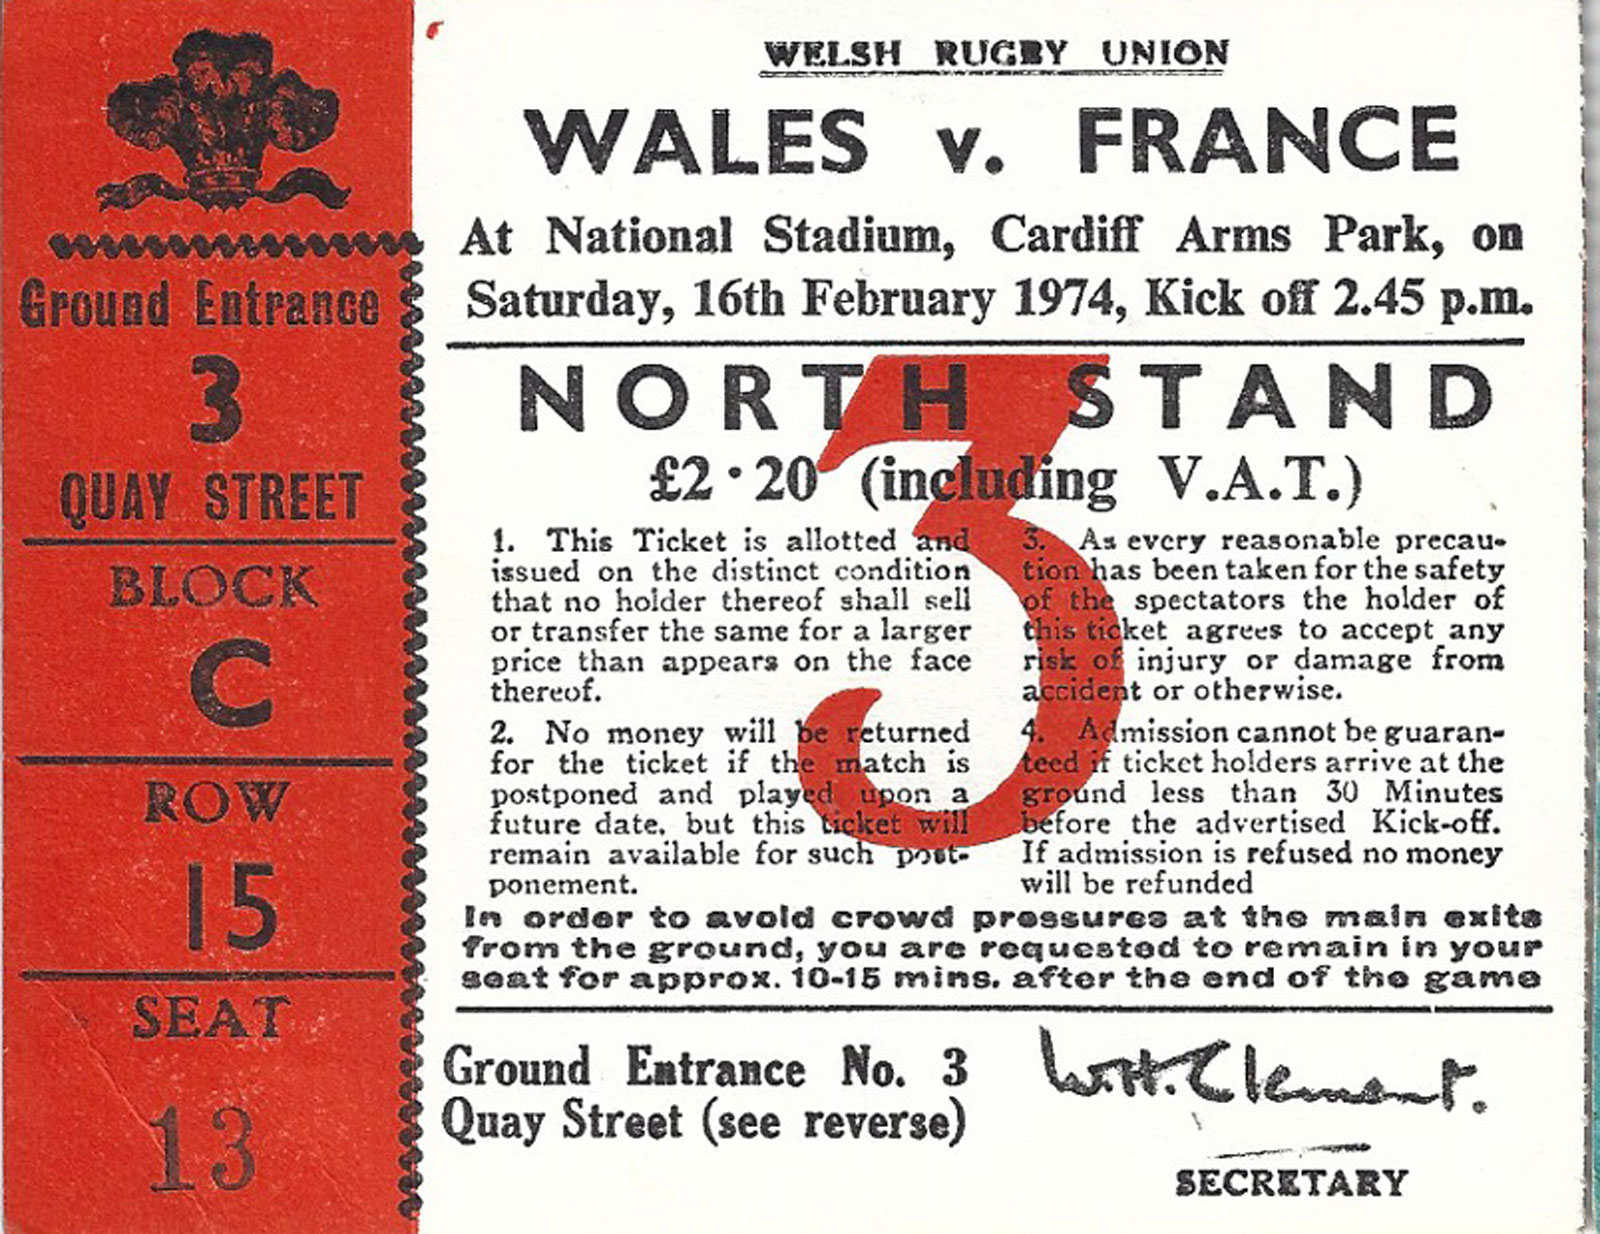 Ground Entrance
3
QUAY STREET
BLOCK
C
ROW
15
SEAT
13
WELSH RUGBY UNION
WALES v. FRANCE
At National Stadium, Cardiff Arms Park, on
Saturday, 16th February 1974, Kick off 2.45 p.m.
NORTH STAND
£2·20 (including V.A.T.)
3
1. This Ticket is allotted and
issued on the distinct condition
that no holder thereof shall sell
or transfer the same for a larger
price than appears on the face
thereof.
2. No money will be returned
for the ticket if the match is
postponed and played upon a
future date, but this ticket will
remain available for such post-
ponement.
3. As every reasonable precau-
tion has been taken for the safety
of the spectators the holder of
this ticket agrees to accept any
risk of injury or damage from
accident or otherwise.
4. Admission cannot be guaran-
teed if ticket holders arrive at the
ground less than 30 Minutes
before the advertised Kick-off.
If admission is refused no money
will be refunded
In order to avoid crowd pressures at the main exits
from the ground, you are requested to remain in your
seat for approx. 10-15 mins. after the end of the game
Ground Entrance No. 3
Quay Street (see reverse)
W.H. Clement.
SECRETARY